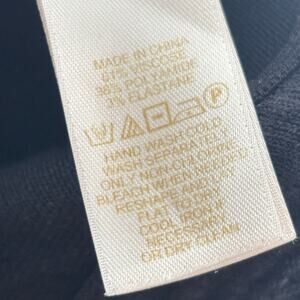 MADE IN CHINA
61% VISCOSE
36% POLYAMIDE
3% ELASTANE
P
HAND WASH COLD
WASH SEPARATELY
ONLY NON-CHLORINE
BLEACH WHEN NEEDED
RESHAPE AND LAY
FLAT TO DRY
COOL IRON IF
NECESSARY
OR DRY CLEAN